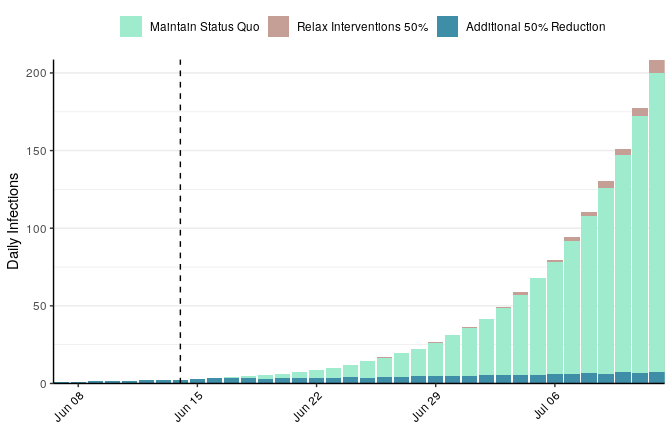 Maintain Status Quo Relax Interventions 50% Additional 50% Reduction
Daily Infections
200
150
100
50
0
Jun 08 Jun 15 Jun 22 Jun 29 Jul 06